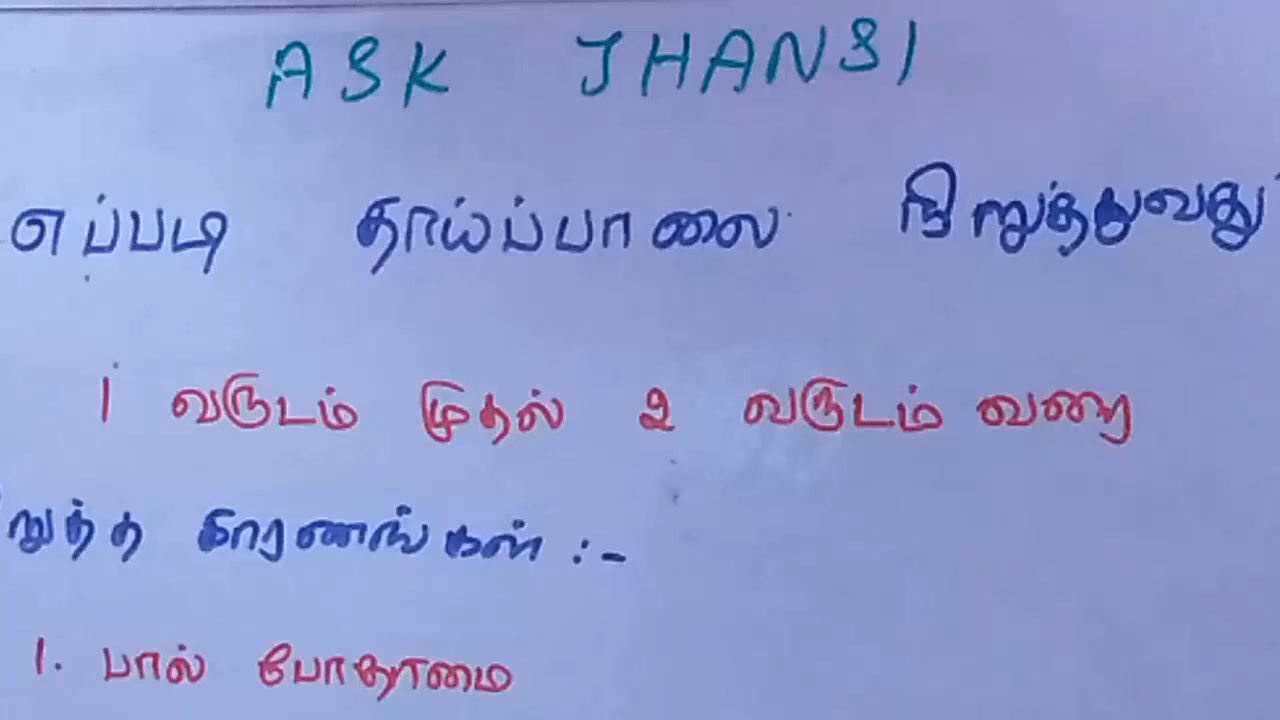 ASK JHANSI
எப்படி தாய்ப்பாலை நிறுத்துவது
1 வருடம் முதல் 2 வருடம் வரை
றுத்த காரணங்கள் :-
1. பால் போதாமை